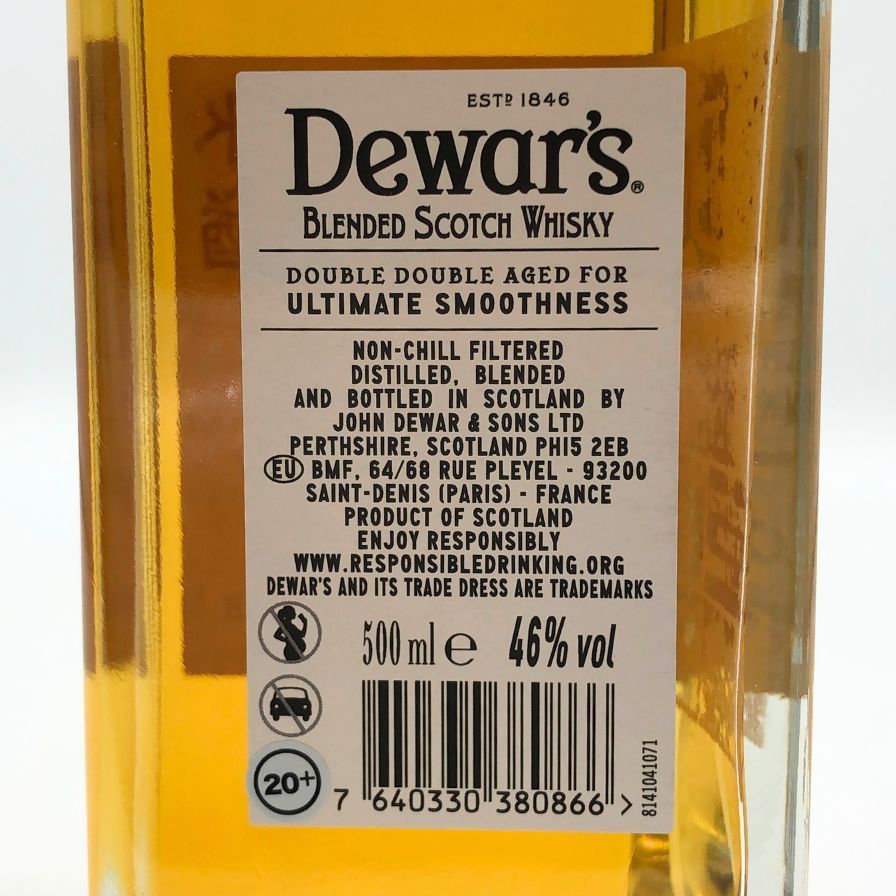 ESTD 1846
Dewar's®
BLENDED SCOTCH WHISKY
DOUBLE DOUBLE AGED FOR
ULTIMATE SMOOTHNESS
NON-CHILL FILTERED
DISTILLED, BLENDED
AND BOTTLED IN SCOTLAND BY
JOHN DEWAR & SONS LTD
PERTHSHIRE, SCOTLAND PH15 2EB
EU BMF, 64/68 RUE PLEYEL - 93200
SAINT-DENIS (PARIS) - FRANCE
PRODUCT OF SCOTLAND
ENJOY RESPONSIBLY
WWW.RESPONSIBLEDRINKING.ORG
DEWAR'S AND ITS TRADE DRESS ARE TRADEMARKS
500 ml e 46% vol
20+
7 640330 380866 >
8141041071